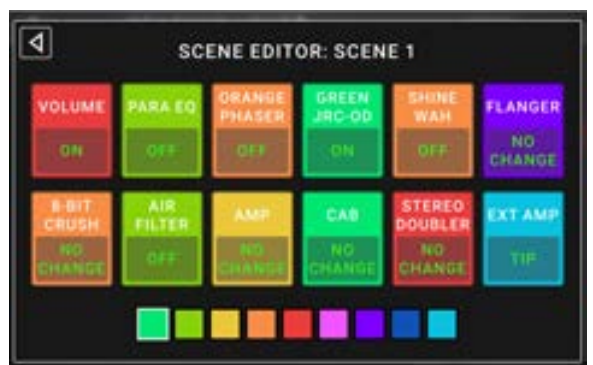 SCENE EDITOR: SCENE 1
VOLUME
ON
PARA EQ
OFF
ORANGE
PHASER
OFF
GREEN
JRC-OD
ON
SHINE
WAH
OFF
FLANGER
NO
CHANGE
8-BIT
CRUSH
NO
CHANGE
AIR
FILTER
OFF
AMP
NO
CHANGE
CAB
NO
CHANGE
STEREO
DOUBLER
NO
CHANGE
EXT AMP
TIP